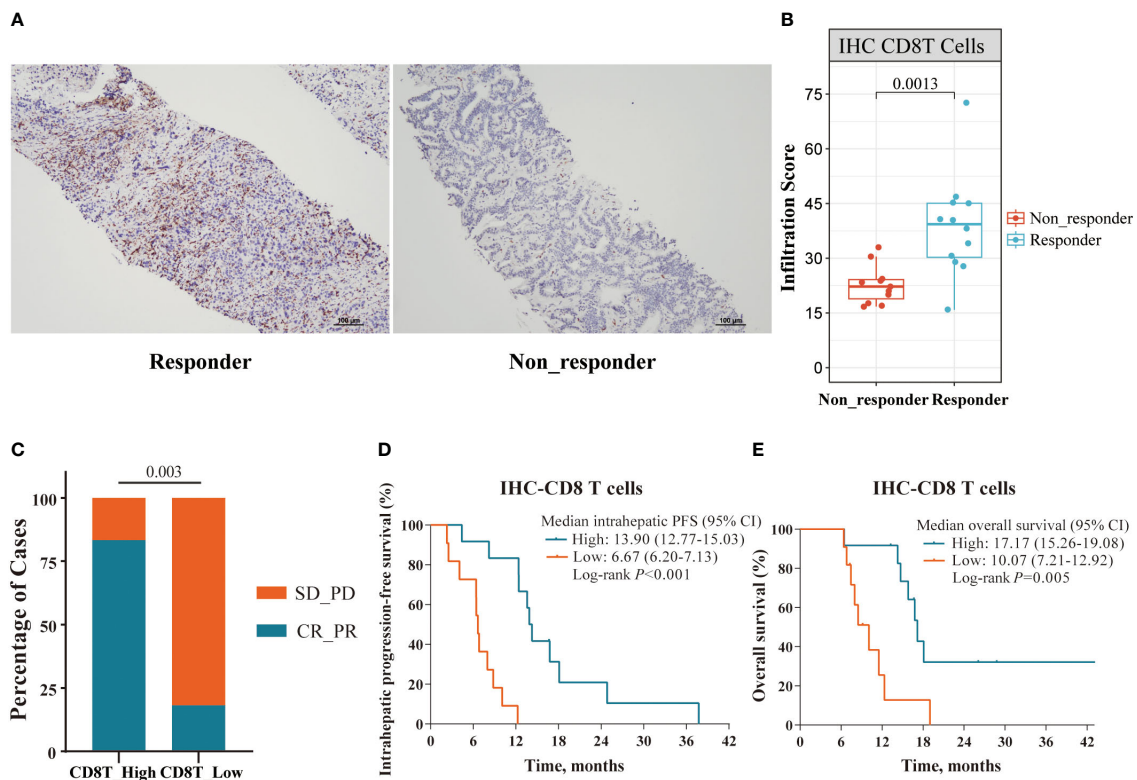 A
100 μm
100 μm
Responder
Non_responder
B
IHC CD8T Cells
0.0013
75
60
45
30
15
0
Infiltration Score
Non_responder Responder
Non_responder
Responder
C
0.003
100
75
50
25
0
Percentage of Cases
CD8T_High CD8T_Low
SD_PD
CR_PR
D
IHC-CD8 T cells
Median intrahepatic PFS (95% CI)
High: 13.90 (12.77-15.03)
Low: 6.67 (6.20-7.13)
Log-rank P<0.001
100
80
60
40
20
0
Intrahepatic progression-free survival (%)
0 6 12 18 24 30 36 42
Time, months
E
IHC-CD8 T cells
Median overall survival (95% CI)
High: 17.17 (15.26-19.08)
Low: 10.07 (7.21-12.92)
Log-rank P=0.005
100
80
60
40
20
0
Overall survival (%)
0 6 12 18 24 30 36 42
Time, months